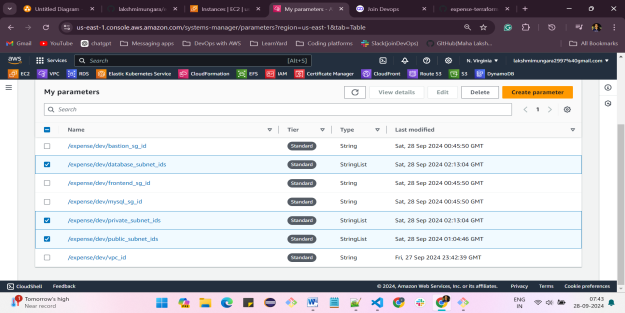 Untitled Diagram
lakshmimungara/
Instances | EC2 | u
My parameters | A
Join Devops
expense-terraform
us-east-1.console.aws.amazon.com/systems-manager/parameters?region=us-east-1&tab=Table
Gmail YouTube chatgpt Messaging apps DevOps with AWS LearnYard Coding platforms Slack(joinDevOps) GitHub(Maha Laksh... All Bookmarks
aws Services Search [Alt+S] N. Virginia lakshmimungara2997%40gmail.com
EC2 VPC RDS Elastic Kubernetes Service CloudFormation EFS IAM Certificate Manager CloudFront Route 53 S3 DynamoDB
My parameters View details Edit Delete Create parameter
Search 1
Name Tier Type Last modified
/expense/dev/bastion_sg_id Standard String Sat, 28 Sep 2024 00:45:50 GMT
/expense/dev/database_subnet_ids Standard StringList Sat, 28 Sep 2024 02:13:04 GMT
/expense/dev/frontend_sg_id Standard String Sat, 28 Sep 2024 00:45:50 GMT
/expense/dev/mysql_sg_id Standard String Sat, 28 Sep 2024 00:45:50 GMT
/expense/dev/private_subnet_ids Standard StringList Sat, 28 Sep 2024 02:13:04 GMT
/expense/dev/public_subnet_ids Standard StringList Sat, 28 Sep 2024 01:04:46 GMT
/expense/dev/vpc_id Standard String Fri, 27 Sep 2024 23:42:39 GMT
CloudShell Feedback © 2024, Amazon Web Services, Inc. or its affiliates. Privacy Terms Cookie preferences
Tomorrow's high
Near record
ENG
IN
07:43
28-09-2024